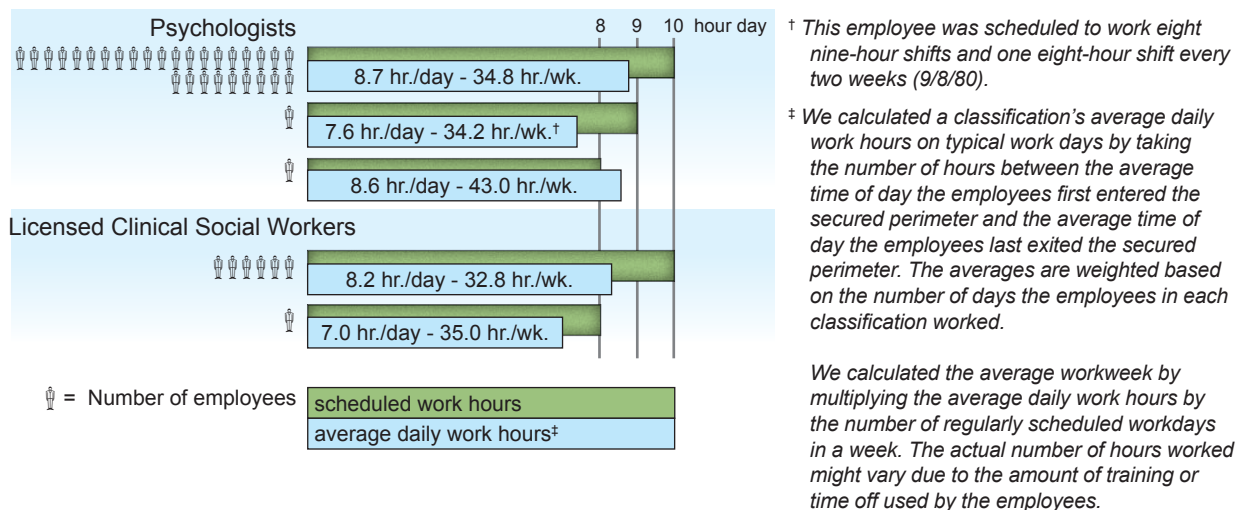 Psychologists
8 9 10 hour day
8.7 hr./day - 34.8 hr./wk.
7.6 hr./day - 34.2 hr./wk.†
8.6 hr./day - 43.0 hr./wk.
Licensed Clinical Social Workers
8.2 hr./day - 32.8 hr./wk.
7.0 hr./day - 35.0 hr./wk.
= Number of employees
scheduled work hours
average daily work hours‡
† This employee was scheduled to work eight
nine-hour shifts and one eight-hour shift every
two weeks (9/8/80).
‡ We calculated a classification's average daily
work hours on typical work days by taking
the number of hours between the average
time of day the employees first entered the
secured perimeter and the average time of
day the employees last exited the secured
perimeter. The averages are weighted based
on the number of days the employees in each
classification worked.
We calculated the average workweek by
multiplying the average daily work hours by
the number of regularly scheduled workdays
in a week. The actual number of hours worked
might vary due to the amount of training or
time off used by the employees.